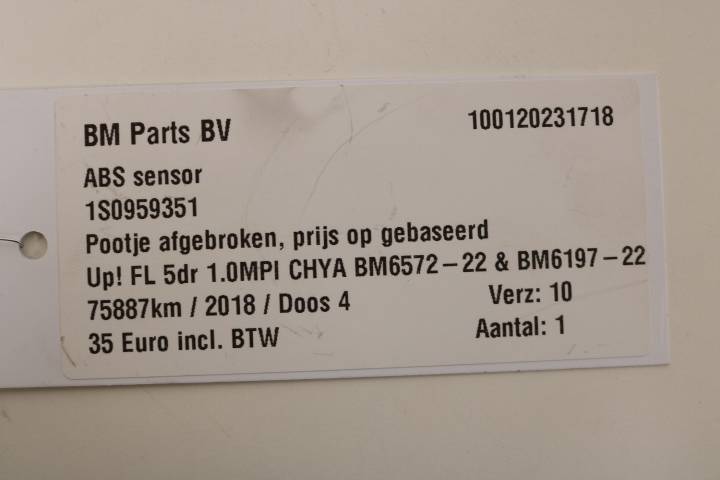 BM Parts BV 100120231718
ABS sensor
1S0959351
Pootje afgebroken, prijs op gebaseerd
Up! FL 5dr 1.0MPI CHYA BM6572-22 & BM6197-22
75887km / 2018 / Doos 4 Verz: 10
35 Euro incl. BTW Aantal: 1